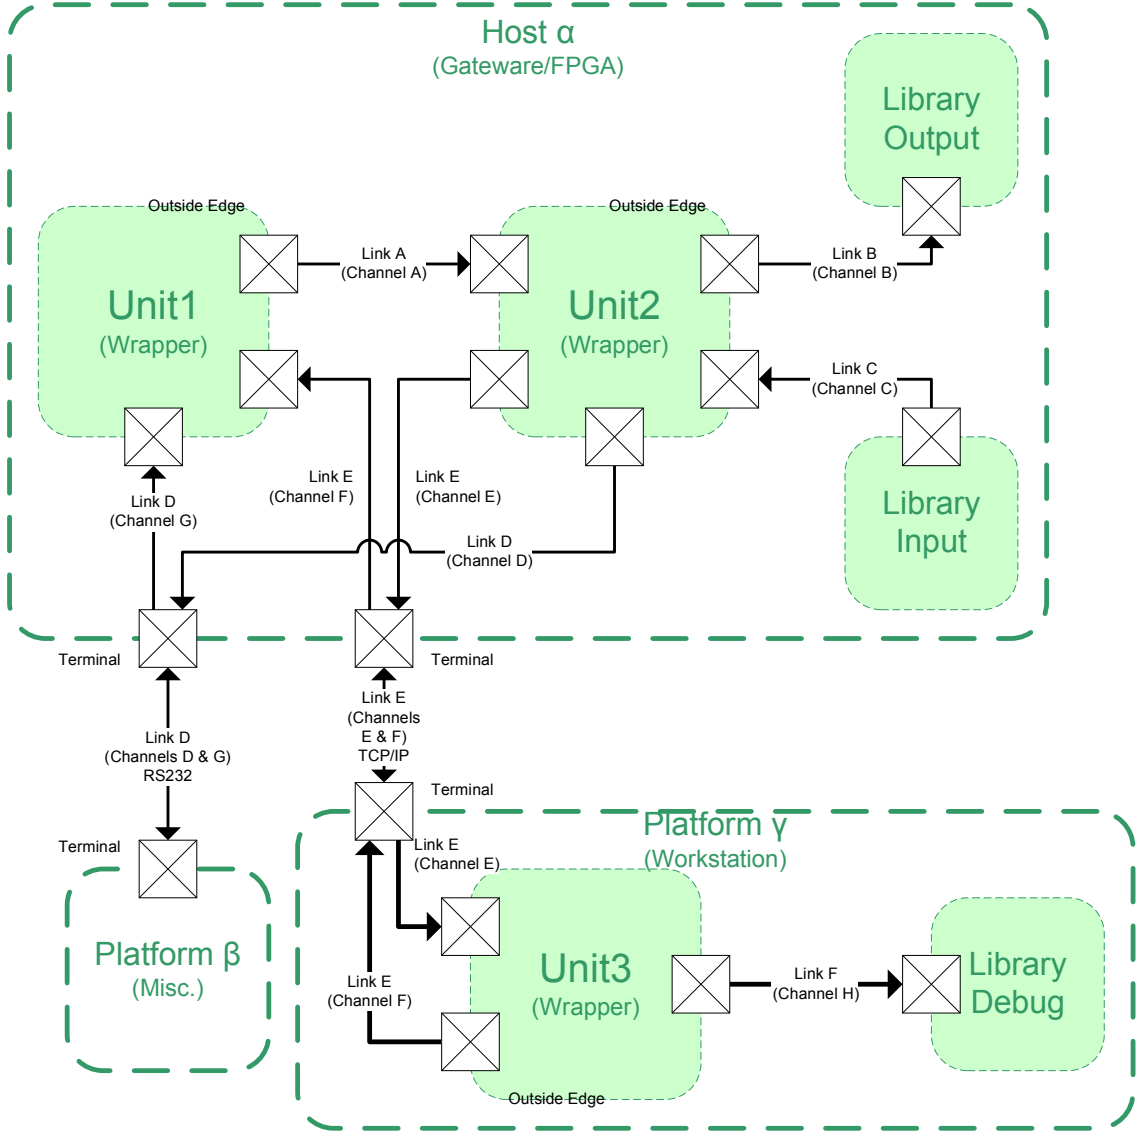 Host α
(Gateware/FPGA)
Library
Output
Outside Edge
Outside Edge
Link A
(Channel A)
Link B
(Channel B)
Unit1
(Wrapper)
Unit2
(Wrapper)
Link C
(Channel C)
Link E
(Channel F)
Link E
(Channel E)
Link D
(Channel G)
Library
Input
Link D
(Channel D)
Terminal
Terminal
Link E
(Channels
E & F)
TCP/IP
Link D
(Channels D & G)
RS232
Terminal
Terminal
Platform γ
(Workstation)
Link E
(Channel E)
Platform β
(Misc.)
Unit3
(Wrapper)
Link E
(Channel F)
Link F
(Channel H)
Library
Debug
Outside Edge